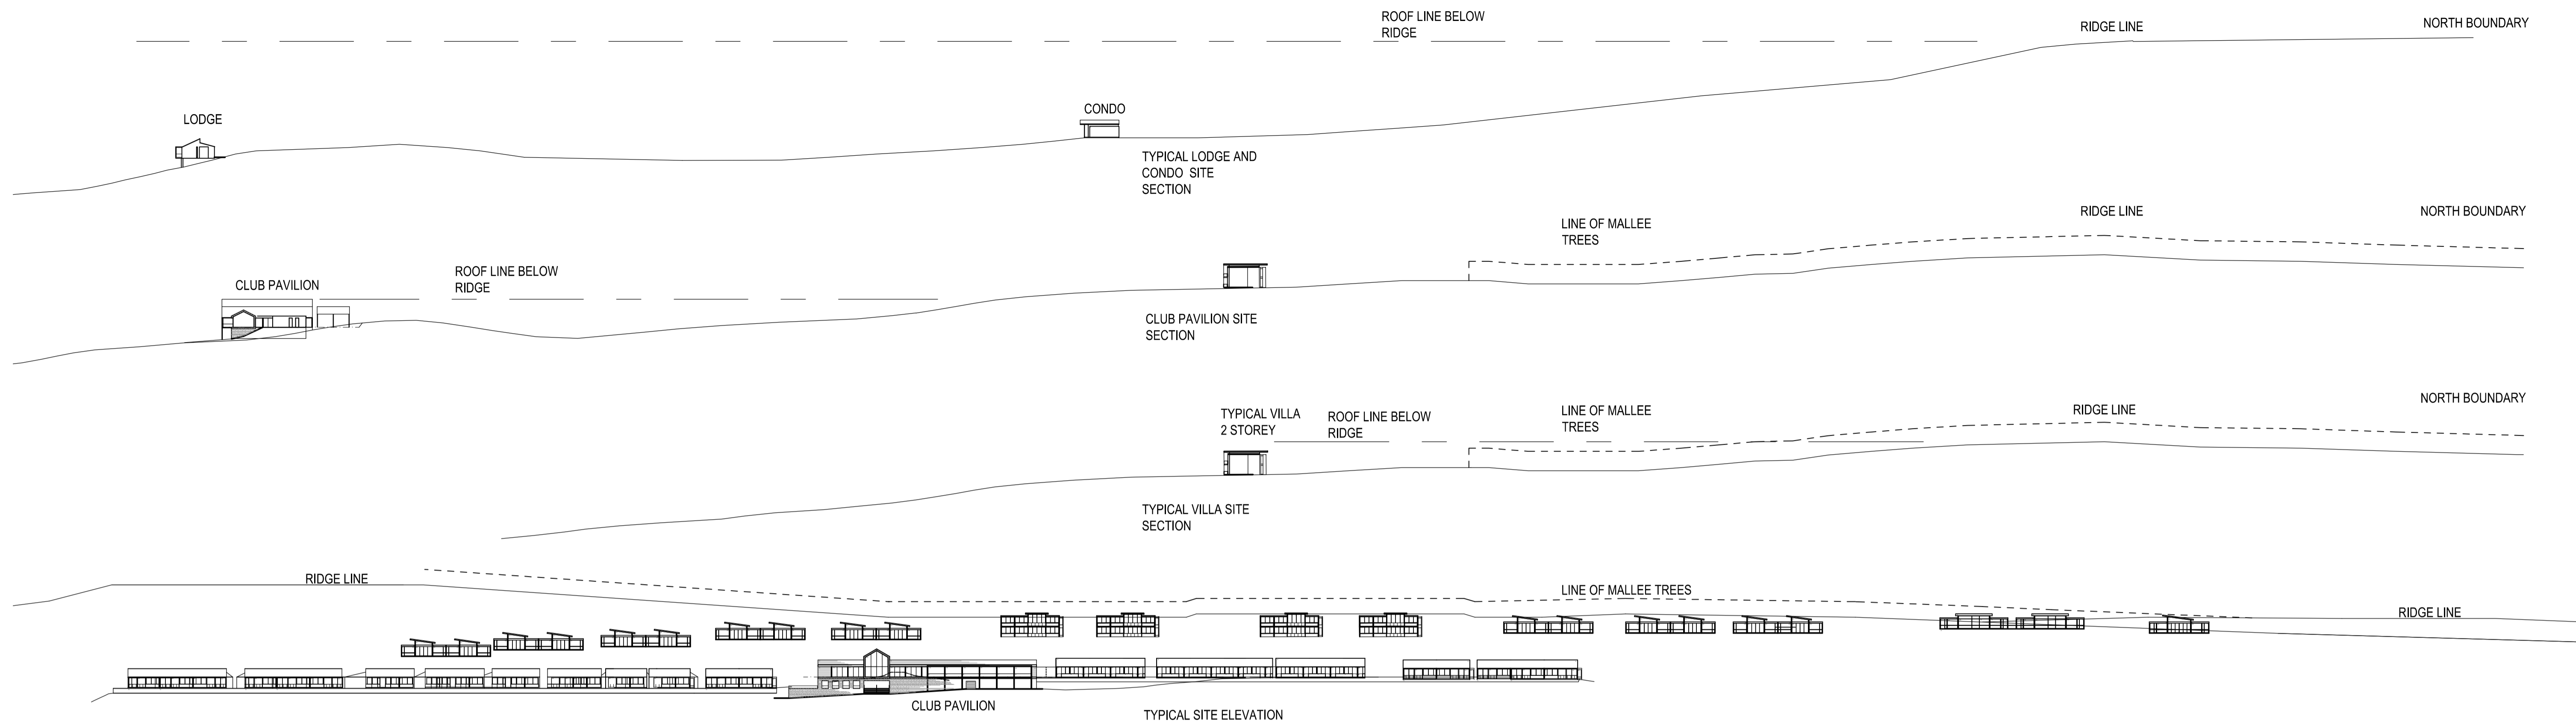 ROOF LINE BELOW
RIDGE
RIDGE LINE
NORTH BOUNDARY
LODGE
CONDO
TYPICAL LODGE AND
CONDO SITE
SECTION
LINE OF MALLEE
TREES
RIDGE LINE
NORTH BOUNDARY
CLUB PAVILION
ROOF LINE BELOW
RIDGE
CLUB PAVILION SITE
SECTION
TYPICAL VILLA
2 STOREY
ROOF LINE BELOW
RIDGE
LINE OF MALLEE
TREES
RIDGE LINE
NORTH BOUNDARY
TYPICAL VILLA SITE
SECTION
RIDGE LINE
LINE OF MALLEE TREES
RIDGE LINE
CLUB PAVILION
TYPICAL SITE ELEVATION